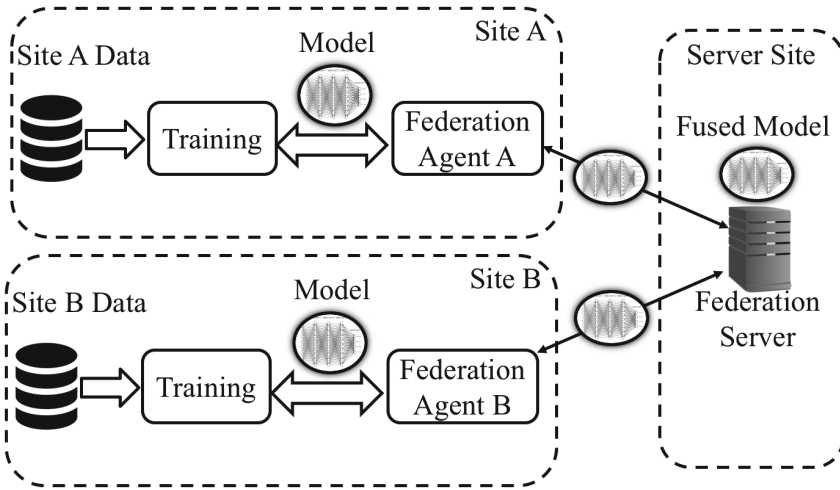 Site A Data
Model
Site A
Training
Federation
Agent A
Site B Data
Model
Site B
Training
Federation
Agent B
Server Site
Fused Model
Federation
Server